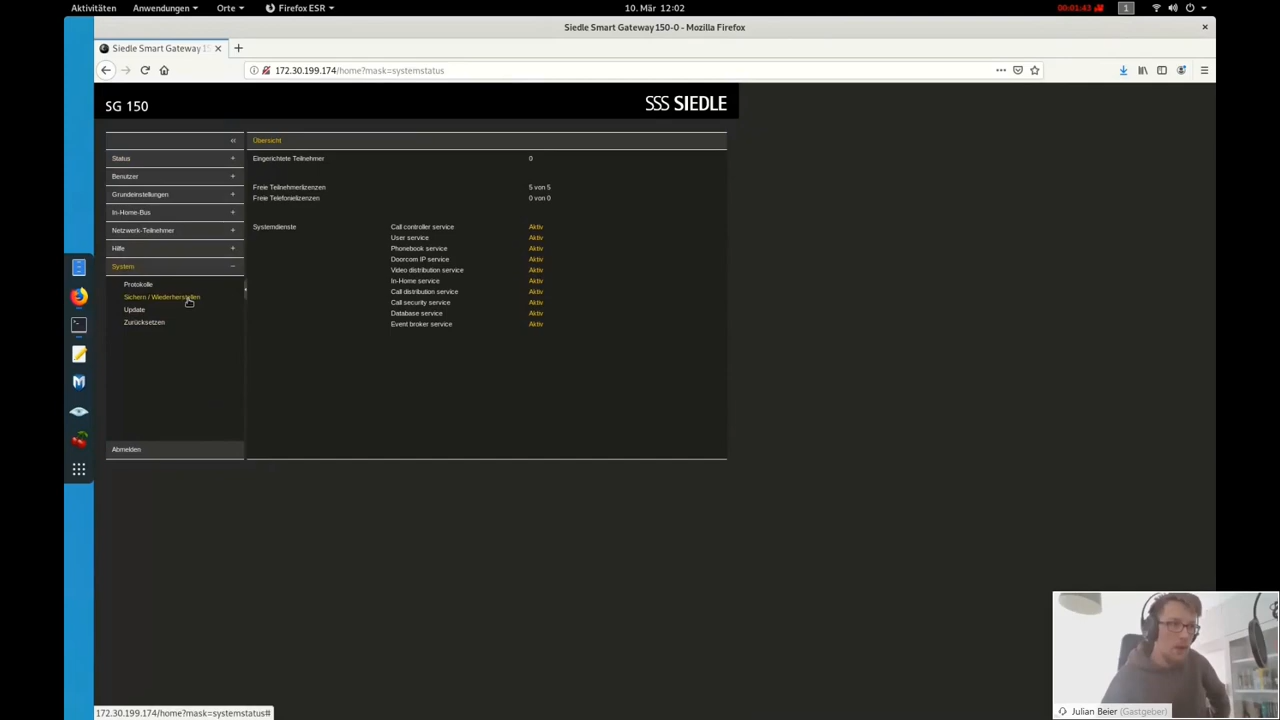 Aktivitäten Anwendungen Orte Firefox ESR 10. Mär 12:02 00:01:43 1
Siedle Smart Gateway 150-0 - Mozilla Firefox ×
Siedle Smart Gateway 15 × +
172.30.199.174/home?mask=systemstatus
SG 150 SSS SIEDLE
« Übersicht
Status + Eingerichtete Teilnehmer 0
Benutzer +
Freie Teilnehmerlizenzen 5 von 5
Grundeinstellungen +
Freie Telefonielizenzen 0 von 0
In-Home-Bus +
Netzwerk-Teilnehmer + Systemdienste Call controller service Aktiv
User service Aktiv
Hilfe + Phonebook service Aktiv
Doorcom IP service Aktiv
System − Video distribution service Aktiv
Protokolle In-Home service Aktiv
Sichern / Wiederherstellen Call distribution service Aktiv
Call security service Aktiv
Update Database service Aktiv
Zurücksetzen Event broker service Aktiv
Abmelden
172.30.199.174/home?mask=systemstatus#
Julian Beier (Gastgeber)